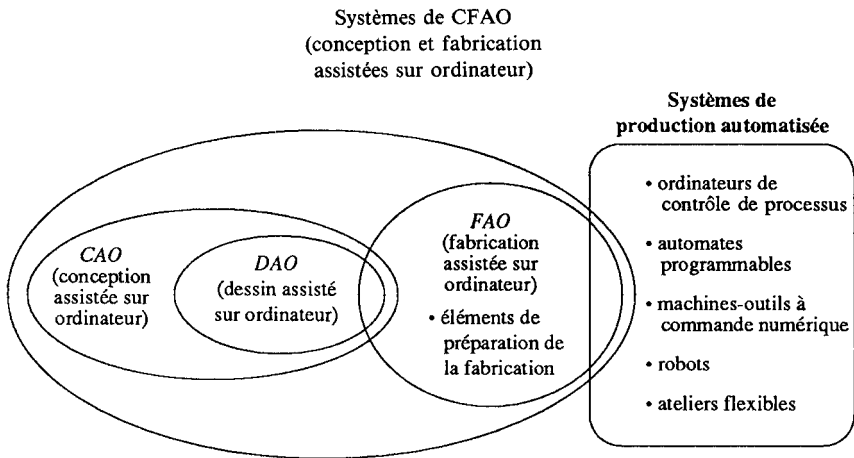 Systèmes de CFAO
(conception et fabrication
assistées sur ordinateur)
Systèmes de
production automatisée
CAO
(conception
assistée sur
ordinateur)
DAO
(dessin assisté
sur ordinateur)
FAO
(fabrication
assistée sur
ordinateur)
• éléments de
préparation de
la fabrication
• ordinateurs de
contrôle de processus
• automates
programmables
• machines-outils à
commande numérique
• robots
• ateliers flexibles